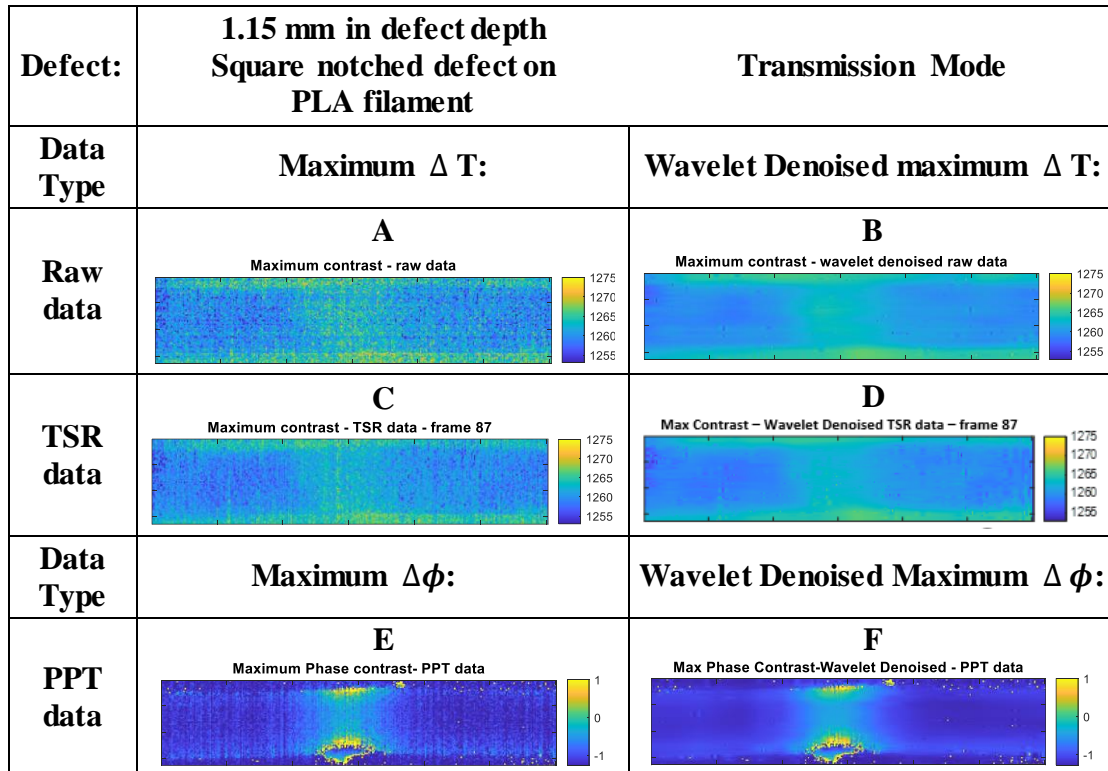 Defect:
1.15 mm in defect depth
Square notched defect on
PLA filament
Transmission Mode
Data
Type
Maximum Δ T:
Wavelet Denoised maximum Δ T:
Raw
data
A
Maximum contrast - raw data
1275
1270
1265
1260
1255
B
Maximum contrast - wavelet denoised raw data
1275
1270
1265
1260
1255
TSR
data
C
Maximum contrast - TSR data - frame 87
1275
1270
1265
1260
1255
D
Max Contrast – Wavelet Denoised TSR data – frame 87
1275
1270
1265
1260
1255
Data
Type
Maximum Δϕ:
Wavelet Denoised Maximum Δ ϕ:
PPT
data
E
Maximum Phase contrast- PPT data
1
0
-1
F
Max Phase Contrast-Wavelet Denoised - PPT data
1
0
-1